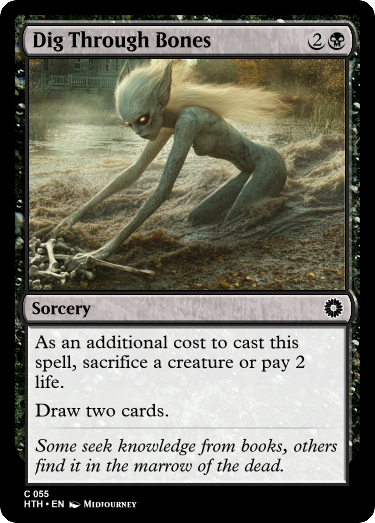 Dig Through Bones 2
Sorcery
As an additional cost to cast this
spell, sacrifice a creature or pay 2
life.
Draw two cards.
Some seek knowledge from books, others
find it in the marrow of the dead.
C 055
HTH • EN Midjourney